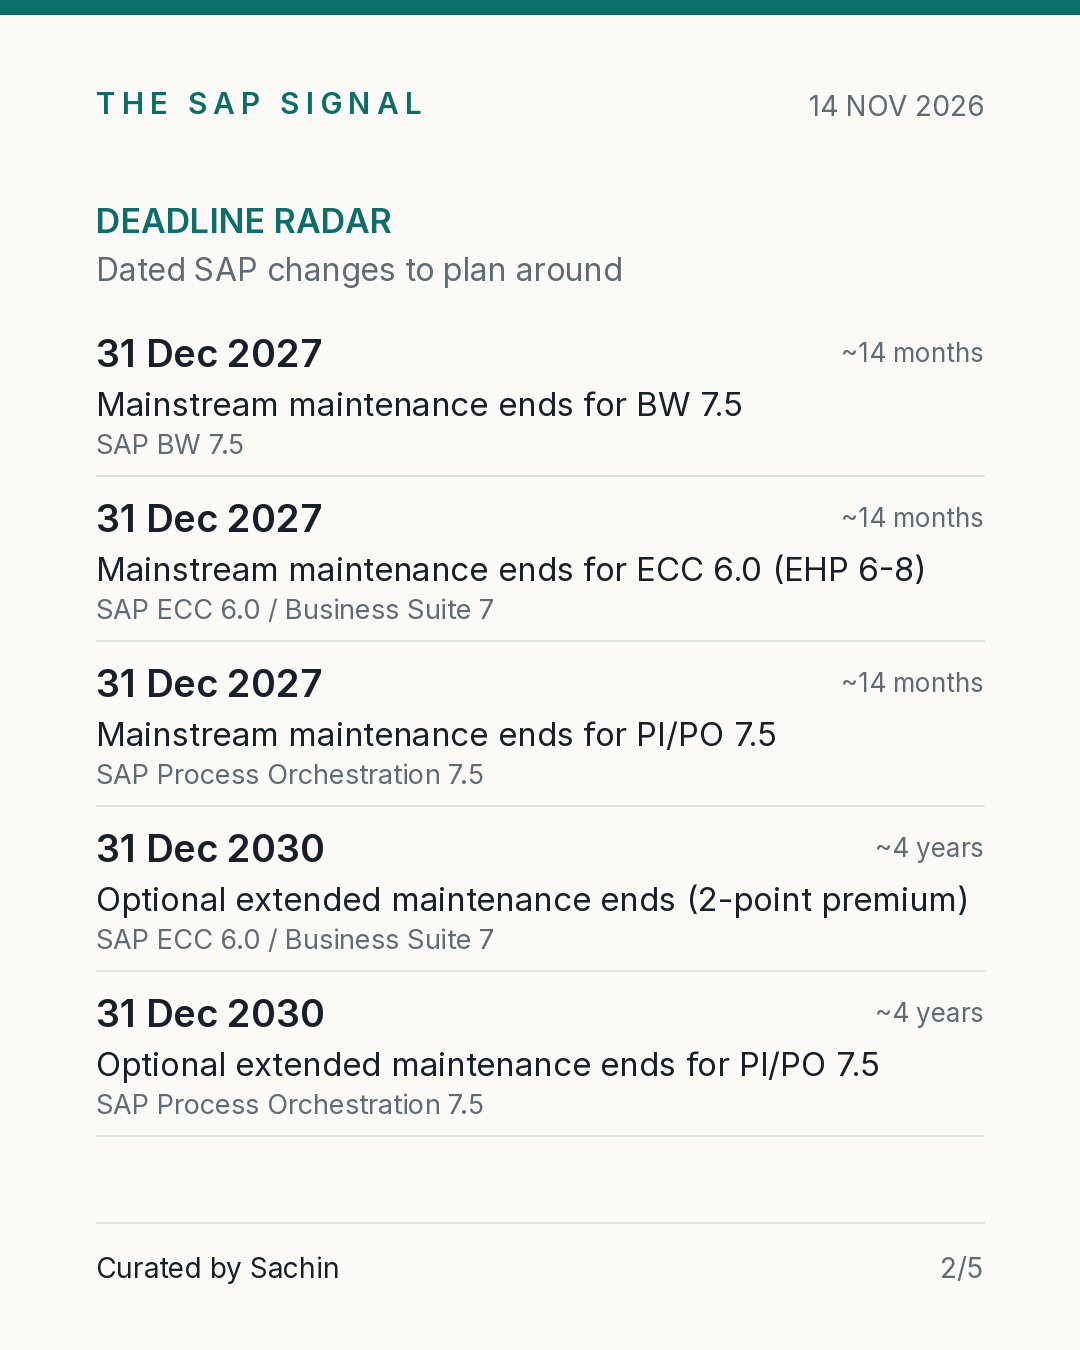 THE SAP SIGNAL
14 NOV 2026
DEADLINE RADAR
Dated SAP changes to plan around
31 Dec 2027
~14 months
Mainstream maintenance ends for BW 7.5
SAP BW 7.5
31 Dec 2027
~14 months
Mainstream maintenance ends for ECC 6.0 (EHP 6-8)
SAP ECC 6.0 / Business Suite 7
31 Dec 2027
~14 months
Mainstream maintenance ends for PI/PO 7.5
SAP Process Orchestration 7.5
31 Dec 2030
~4 years
Optional extended maintenance ends (2-point premium)
SAP ECC 6.0 / Business Suite 7
31 Dec 2030
~4 years
Optional extended maintenance ends for PI/PO 7.5
SAP Process Orchestration 7.5
Curated by Sachin
2/5